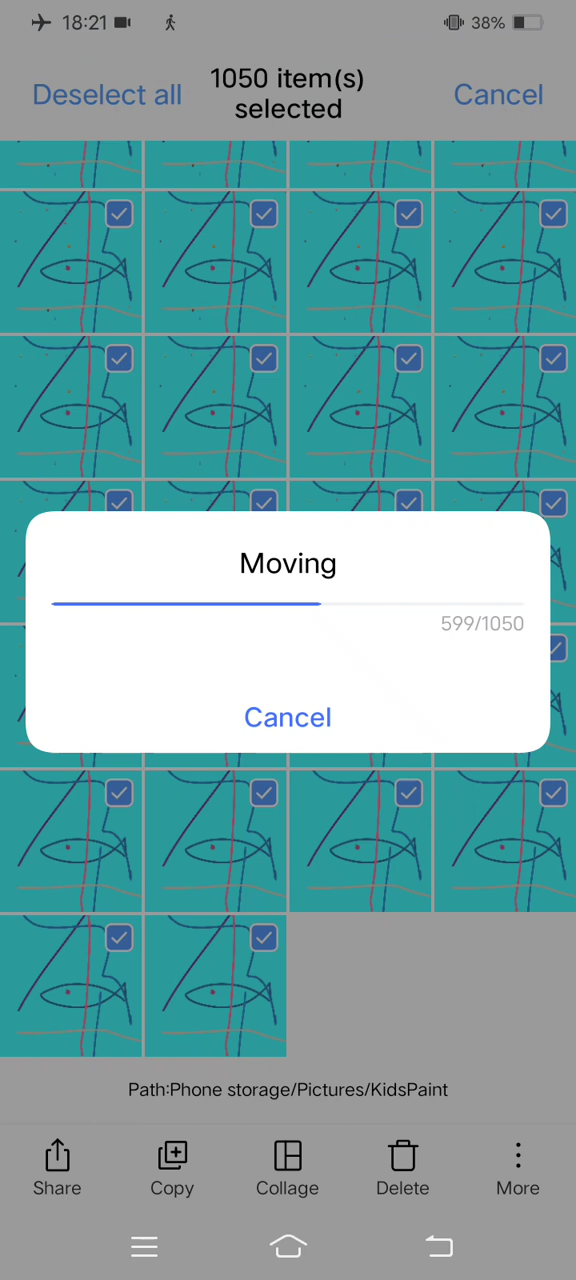 18:21
38%
Deselect all
1050 item(s)
selected
Cancel
Moving
599/1050
Cancel
Path:Phone storage/Pictures/KidsPaint
Share
Copy
Collage
Delete
More